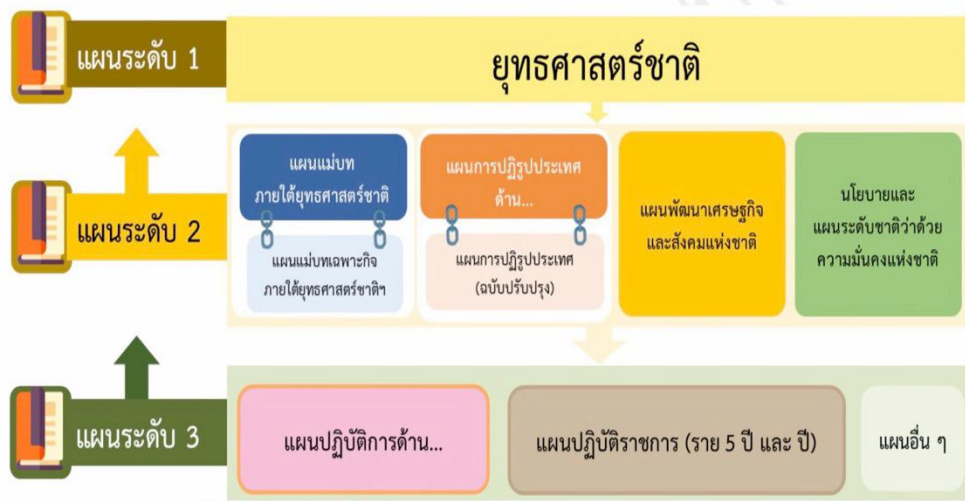 แผนระดับ 1
ยุทธศาสตร์ชาติ
แผนระดับ 2
แผนแม่บท
ภายใต้ยุทธศาสตร์ชาติ
แผนแม่บทเฉพาะกิจ
ภายใต้ยุทธศาสตร์ชาติฯ
แผนการปฏิรูปประเทศ
ด้าน...
แผนการปฏิรูปประเทศ
(ฉบับปรับปรุง)
แผนพัฒนาเศรษฐกิจ
และสังคมแห่งชาติ
นโยบายและ
แผนระดับชาติว่าด้วย
ความมั่นคงแห่งชาติ
แผนระดับ 3
แผนปฏิบัติการด้าน...
แผนปฏิบัติราชการ (ราย 5 ปี และ ปี)
แผนอื่น ๆ